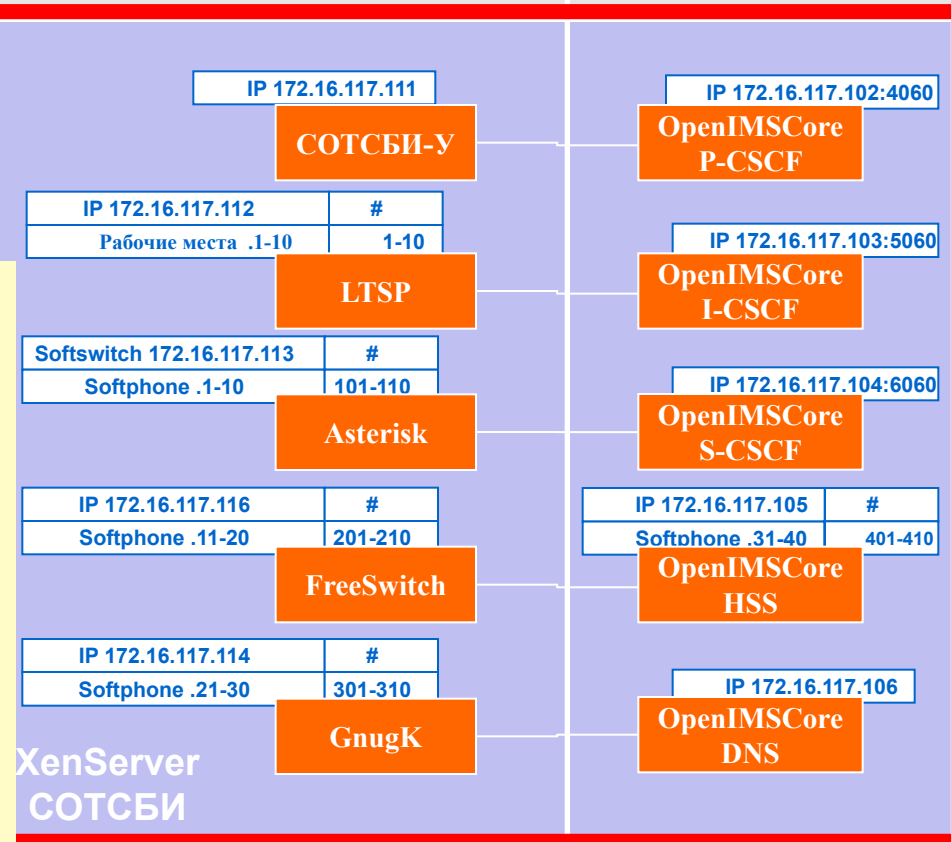 IP 172.16.117.111
СОТСБИ-У
IP 172.16.117.102:4060
OpenIMSCore
P-CSCF
IP 172.16.117.112 #
Рабочие места .1-10 1-10
LTSP
IP 172.16.117.103:5060
OpenIMSCore
I-CSCF
Softswitch 172.16.117.113 #
Softphone .1-10 101-110
Asterisk
IP 172.16.117.104:6060
OpenIMSCore
S-CSCF
IP 172.16.117.116 #
Softphone .11-20 201-210
FreeSwitch
IP 172.16.117.105 #
Softphone .31-40 401-410
OpenIMSCore
HSS
IP 172.16.117.114 #
Softphone .21-30 301-310
GnugK
IP 172.16.117.106
OpenIMSCore
DNS
XenServer
СОТСБИ